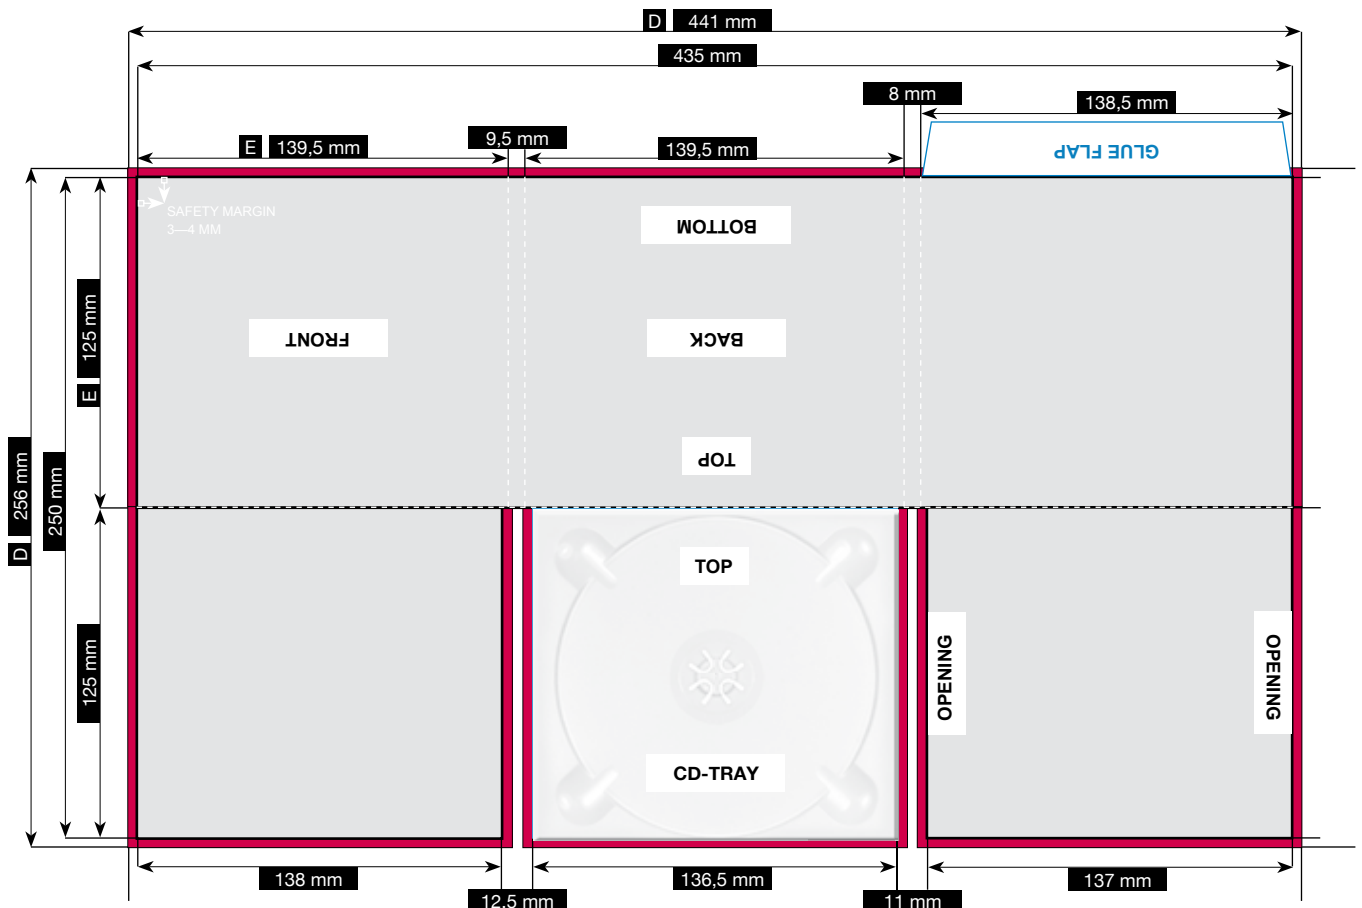 D 441 mm
435 mm
8 mm
138,5 mm
9,5 mm
E 139,5 mm
139,5 mm
GLUE FLAP
SAFETY MARGIN
3—4 MM
BOTTOM
FRONT
BACK
TOP
125 mm
E
D 256 mm
250 mm
125 mm
TOP
CD-TRAY
OPENING
OPENING
138 mm
12,5 mm
136,5 mm
11 mm
137 mm